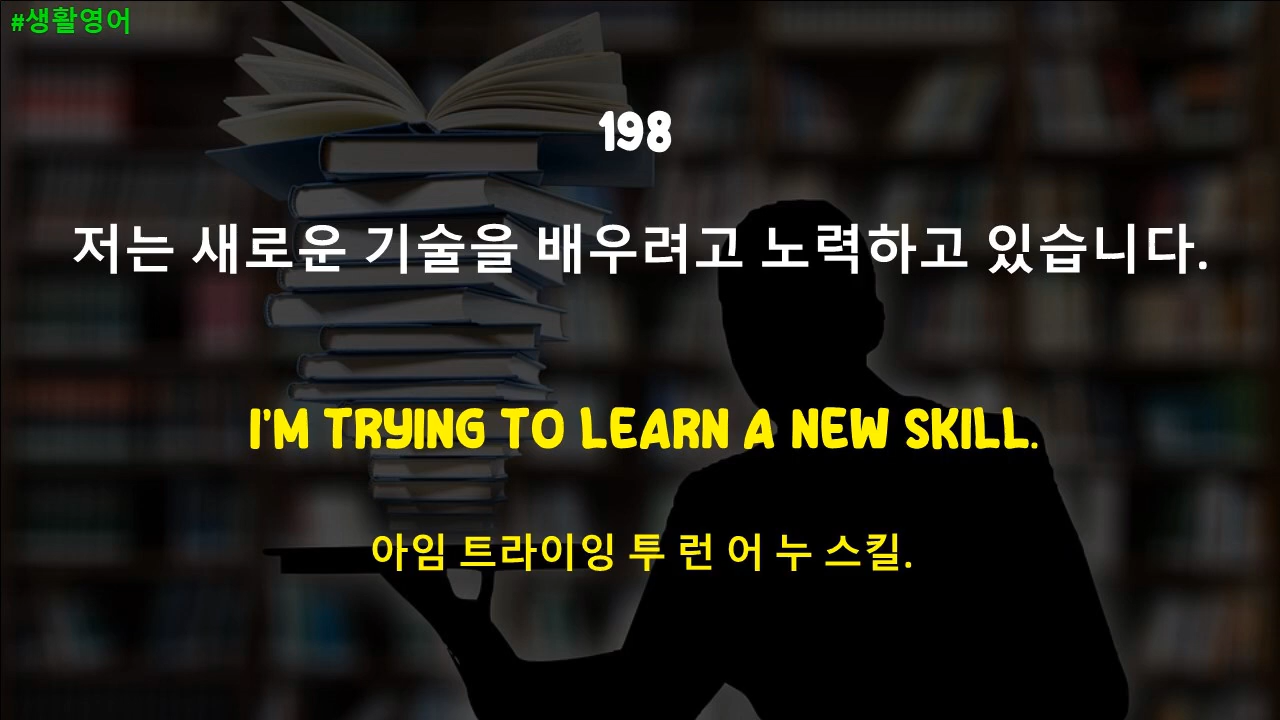 #생활영어
198
저는 새로운 기술을 배우려고 노력하고 있습니다.
I'M TRYING TO LEARN A NEW SKILL.
아임 트라이잉 투 런 어 누 스킬.